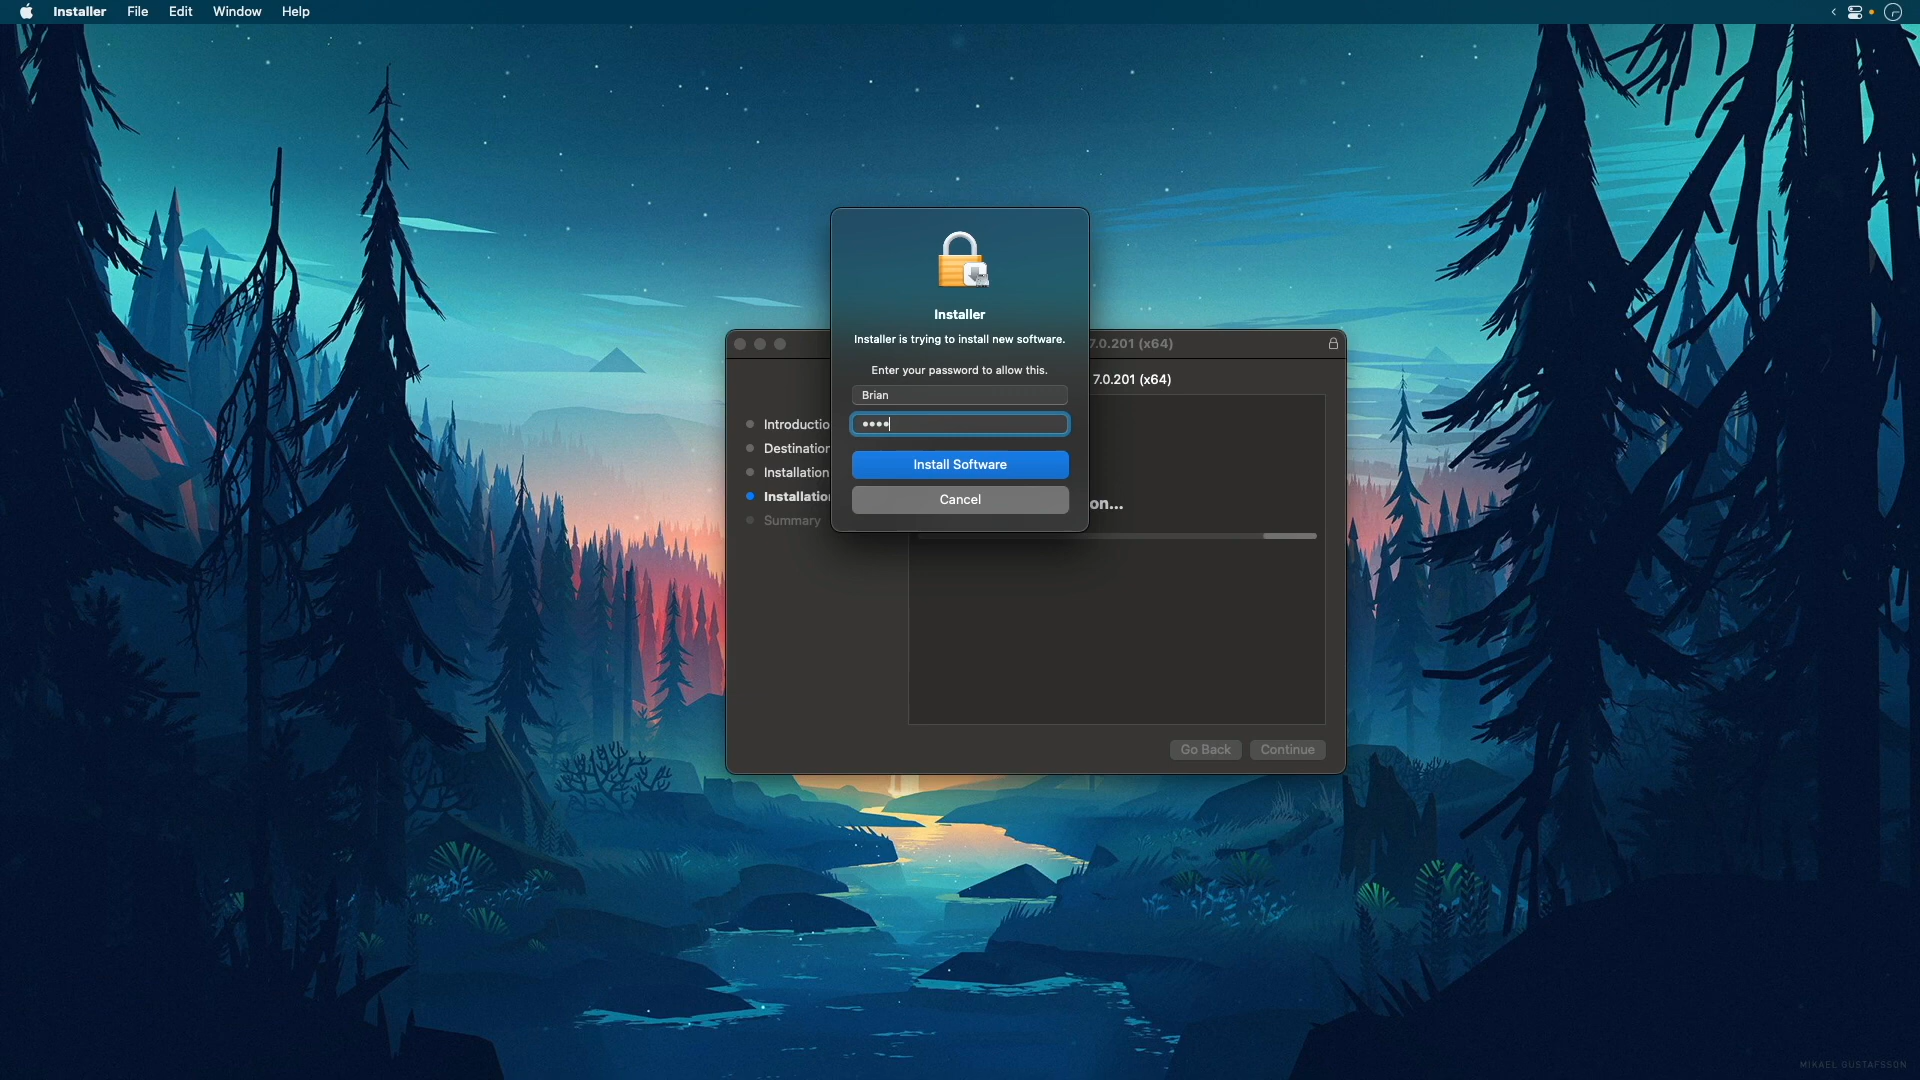 Installer File Edit Window Help
Installer
Installer is trying to install new software.
Enter your password to allow this.
Brian
••••
Install Software
Cancel
7.0.201 (x64)
7.0.201 (x64)
Introductio
Destination
Installation
Installation
Summary
on...
Go Back Continue
MIKAEL GUSTAFSSON